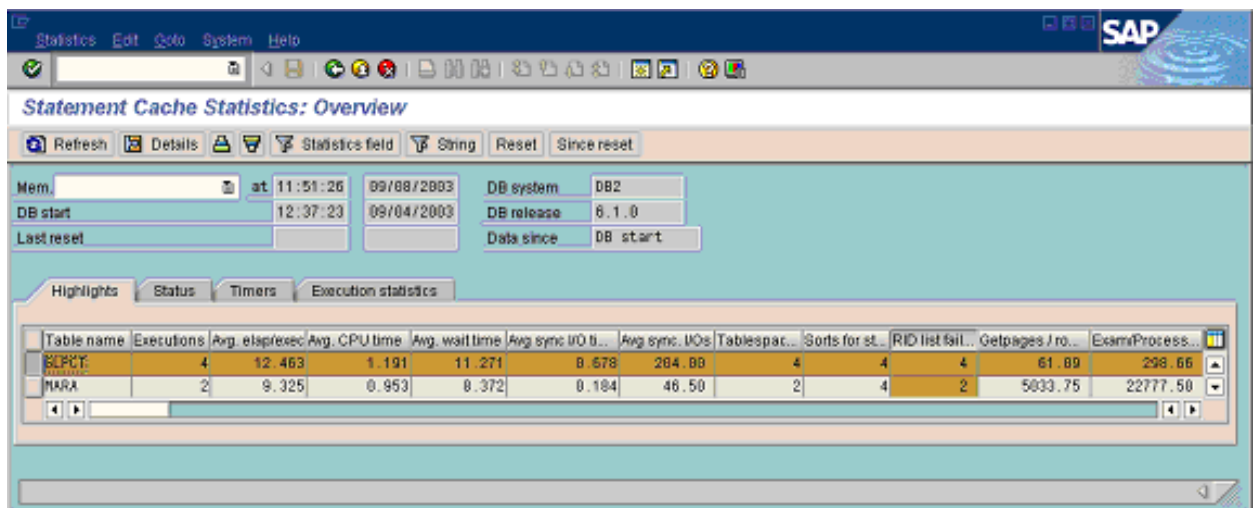 Statistics Edit Goto System Help
SAP
Statement Cache Statistics: Overview
Refresh Details Statistics field String Reset Since reset
Mem. at 11:51:26 09/08/2003 DB system DB2
DB start 12:37:23 09/04/2003 DB release 6.1.0
Last reset Data since DB start
Highlights Status Timers Execution statistics
Table name Executions Avg. elap/exec Avg. CPU time Avg. wait time Avg sync I/O ti... Avg sync. I/Os Tablespac... Sorts for st... RID list fail... Getpages / ro... Exam/Process...
4 12.463 1.191 11.271 0.678 204.00 4 4 4 61.09 298.66
MARA 2 9.325 0.953 8.372 0.184 46.50 2 4 2 5033.75 22777.50